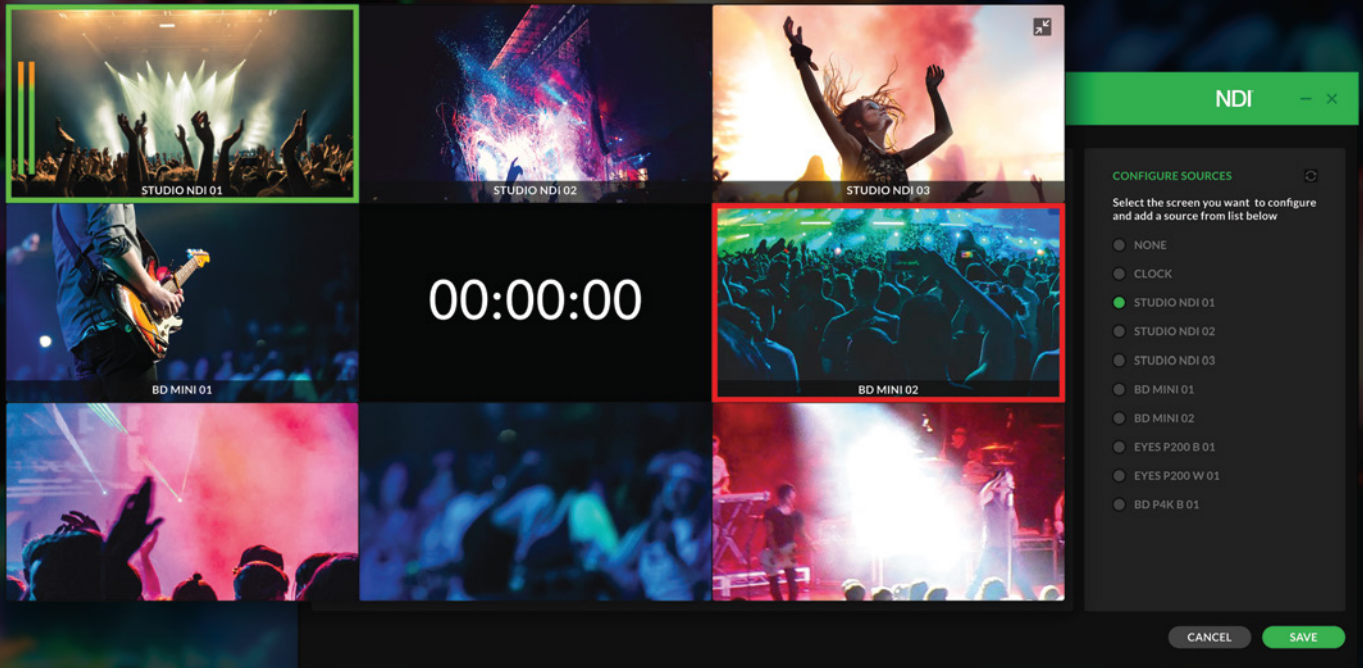 STUDIO NDI 01
STUDIO NDI 02
STUDIO NDI 03
BD MINI 01
00:00:00
BD MINI 02
NDI
CONFIGURE SOURCES
Select the screen you want to configure
and add a source from list below
NONE
CLOCK
STUDIO NDI 01
STUDIO NDI 02
STUDIO NDI 03
BD MINI 01
BD MINI 02
EYES P200 B 01
EYES P200 W 01
BD P4K B 01
CANCEL
SAVE